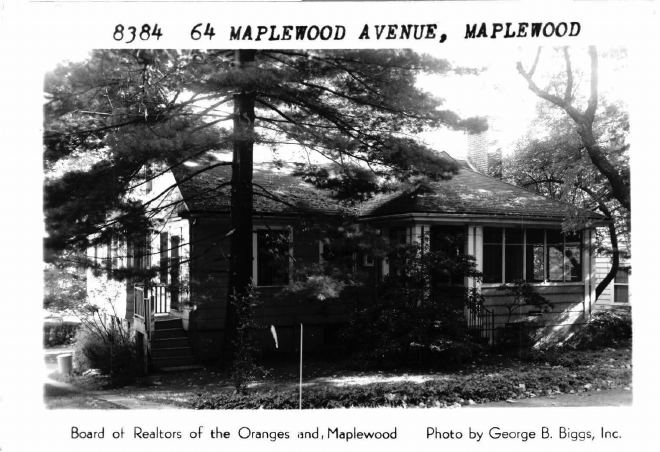 8384 64 MAPLEWOOD AVENUE, MAPLEWOOD
Board of Realtors of the Oranges and, Maplewood Photo by George B. Biggs, Inc.